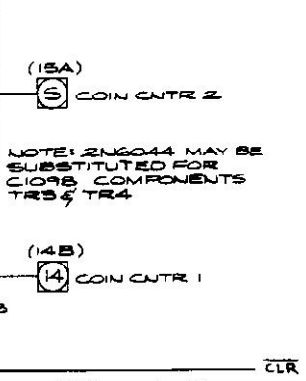 (15A)
S COIN CNTR 2
NOTE: 2N6044 MAY BE
SUBSTITUTED FOR
C1098 COMPONENTS
TR3 & TR4
(14B)
14 COIN CNTR 1
CLR